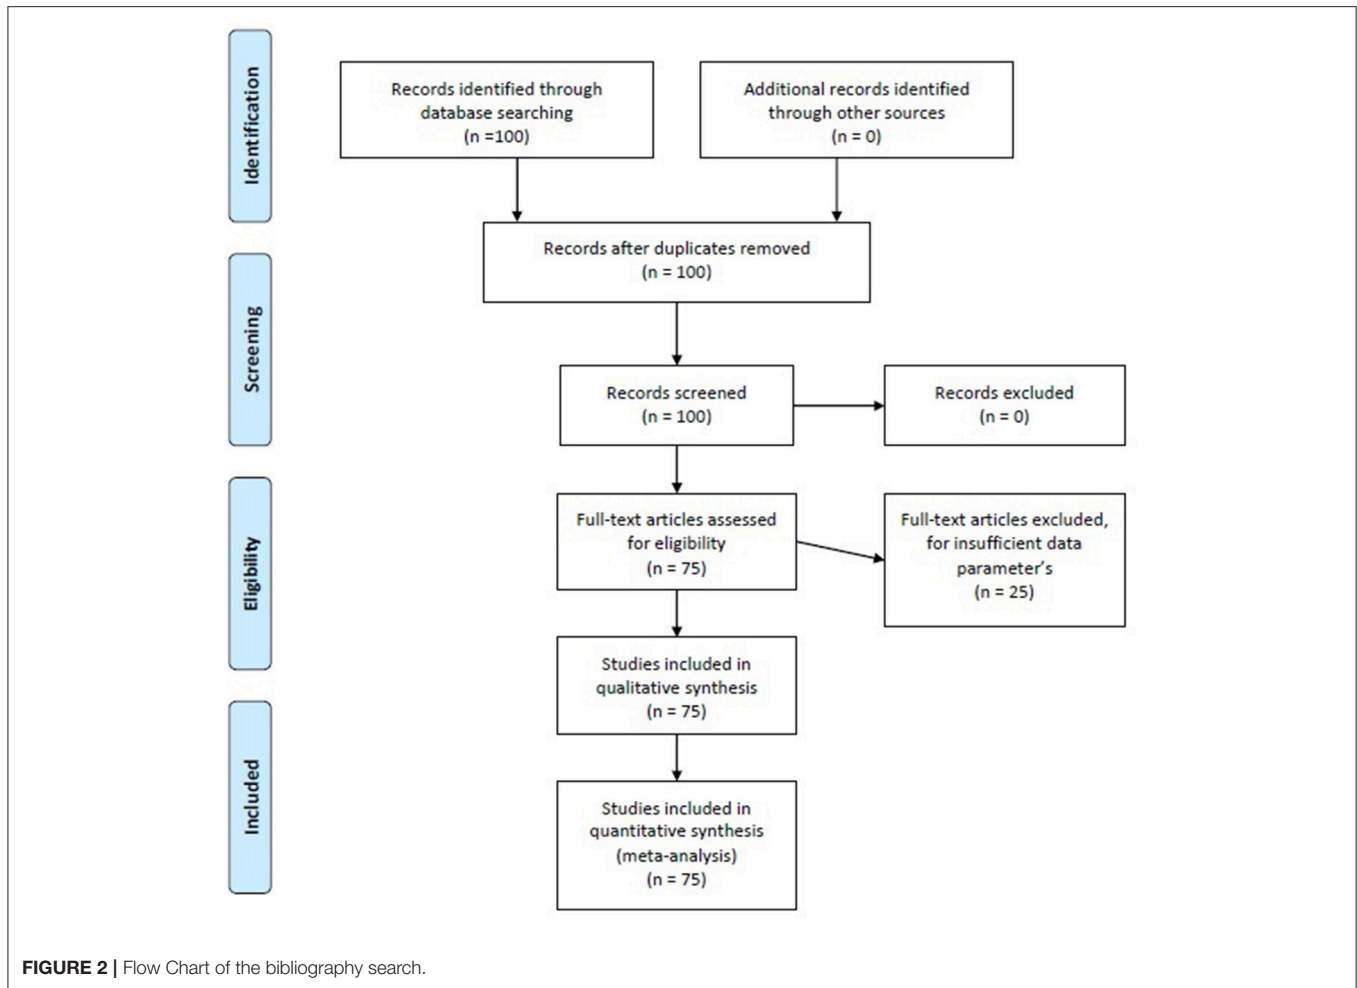 Identification
Records identified through
database searching
(n =100)
Additional records identified
through other sources
(n = 0)
Records after duplicates removed
(n = 100)
Screening
Records screened
(n = 100)
Records excluded
(n = 0)
Eligibility
Full-text articles assessed
for eligibility
(n = 75)
Full-text articles excluded,
for insufficient data
parameter's
(n = 25)
Studies included in
qualitative synthesis
(n = 75)
Included
Studies included in
quantitative synthesis
(meta-analysis)
(n = 75)
FIGURE 2 | Flow Chart of the bibliography search.